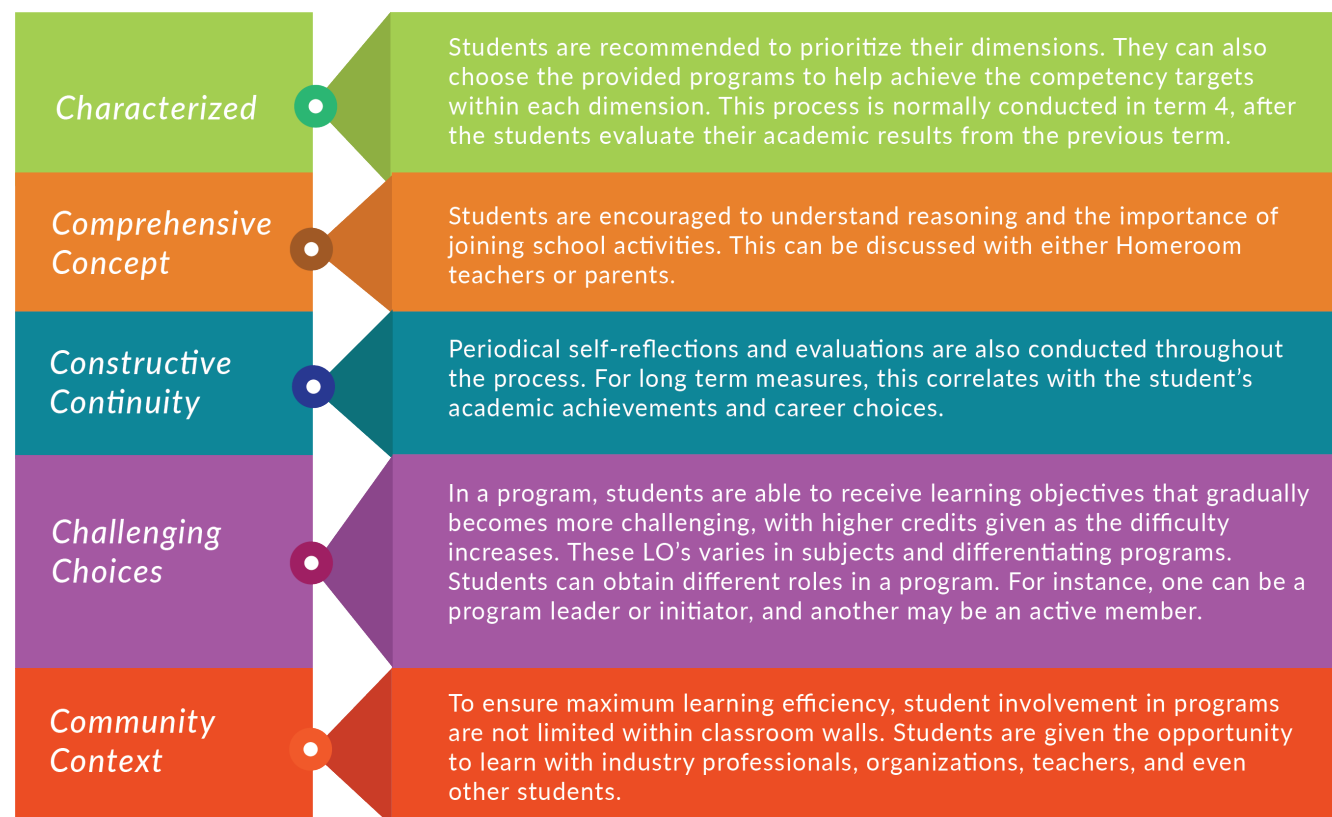 Characterized
Students are recommended to prioritize their dimensions. They can also
choose the provided programs to help achieve the competency targets
within each dimension. This process is normally conducted in term 4, after
the students evaluate their academic results from the previous term.
Comprehensive
Concept
Students are encouraged to understand reasoning and the importance of
joining school activities. This can be discussed with either Homeroom
teachers or parents.
Constructive
Continuity
Periodical self-reflections and evaluations are also conducted throughout
the process. For long term measures, this correlates with the student’s
academic achievements and career choices.
Challenging
Choices
In a program, students are able to receive learning objectives that gradually
becomes more challenging, with higher credits given as the difficulty
increases. These LO’s varies in subjects and differentiating programs.
Students can obtain different roles in a program. For instance, one can be a
program leader or initiator, and another may be an active member.
Community
Context
To ensure maximum learning efficiency, student involvement in programs
are not limited within classroom walls. Students are given the opportunity
to learn with industry professionals, organizations, teachers, and even
other students.